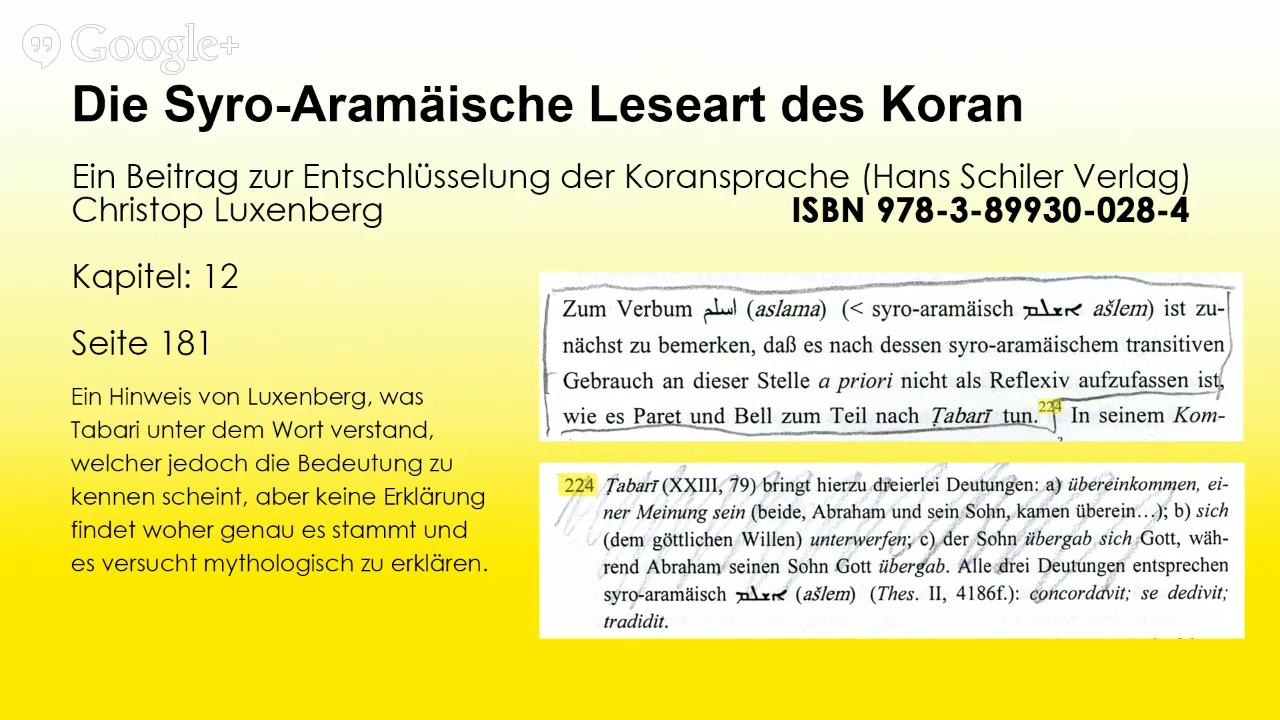 Google+
Die Syro-Aramäische Leseart des Koran
Ein Beitrag zur Entschlüsselung der Koransprache (Hans Schiler Verlag)
Christop Luxenberg ISBN 978-3-89930-028-4
Kapitel: 12
Seite 181
Ein Hinweis von Luxenberg, was
Tabari unter dem Wort verstand,
welcher jedoch die Bedeutung zu
kennen scheint, aber keine Erklärung
findet woher genau es stammt und
es versucht mythologisch zu erklären.
Zum Verbum اسلم (aslama) (< syro-aramäisch ܐܫܠܡ ašlem) ist zu-
nächst zu bemerken, daß es nach dessen syro-aramäischem transitiven
Gebrauch an dieser Stelle a priori nicht als Reflexiv aufzufassen ist,
wie es Paret und Bell zum Teil nach Ṭabarī tun.224 In seinem Kom-
224 Ṭabarī (XXIII, 79) bringt hierzu dreierlei Deutungen: a) übereinkommen, ei-
ner Meinung sein (beide, Abraham und sein Sohn, kamen überein…); b) sich
(dem göttlichen Willen) unterwerfen; c) der Sohn übergab sich Gott, wäh-
rend Abraham seinen Sohn Gott übergab. Alle drei Deutungen entsprechen
syro-aramäisch ܐܫܠܡ (ašlem) (Thes. II, 4186f.): concordavit; se dedivit;
tradidit.